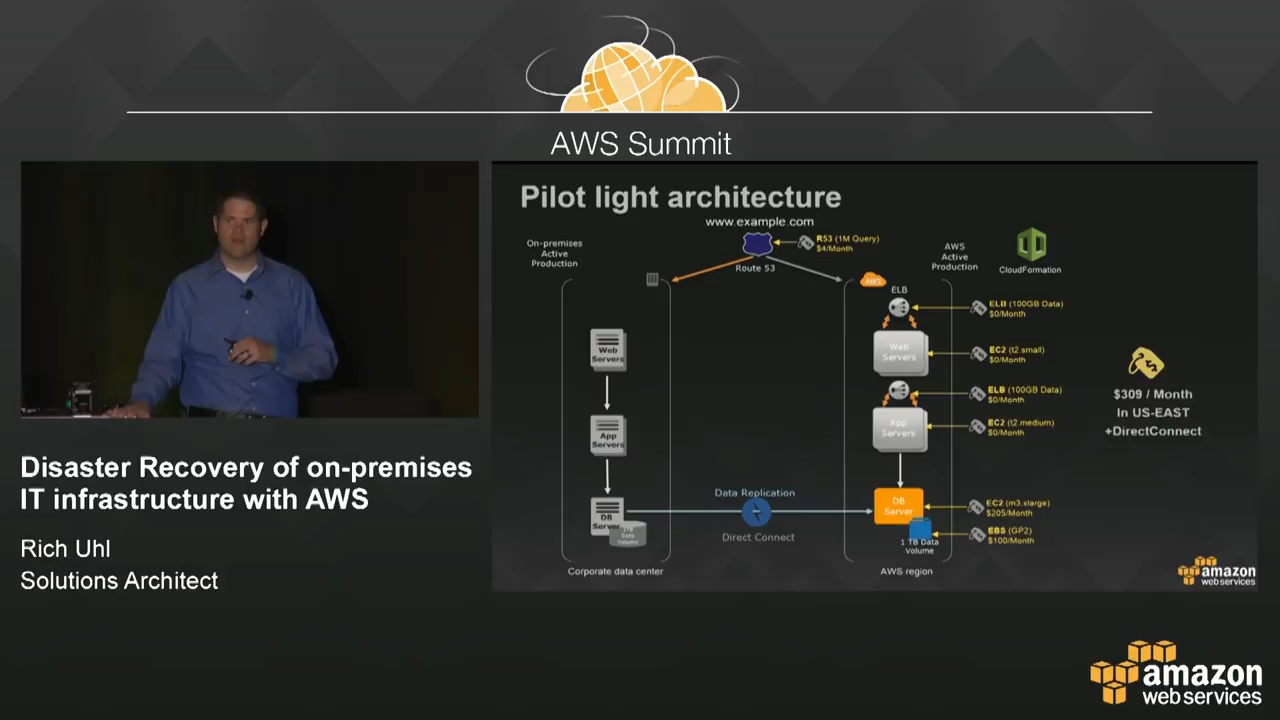 AWS Summit
Pilot light architecture
www.example.com
R53 (1M Query)
$4/Month
Route 53
On-premises
Active
Production
AWS
Active
Production
CloudFormation
AWS
ELB
ELB (100GB Data)
$0/Month
Web
Servers
Web
Servers
EC2 (t2.small)
$0/Month
ELB (100GB Data)
$0/Month
App
Servers
App
Servers
EC2 (t2.medium)
$0/Month
$309 / Month
In US-EAST
+DirectConnect
Data Replication
Direct Connect
DB
Server
DB
Server
EC2 (m3.xlarge)
$205/Month
EBS (GP2)
$100/Month
1 TB Data
Volume
1TB
Data
Volume
Corporate data center
AWS region
amazon
web services
Disaster Recovery of on-premises
IT infrastructure with AWS
Rich Uhl
Solutions Architect
amazon
web services